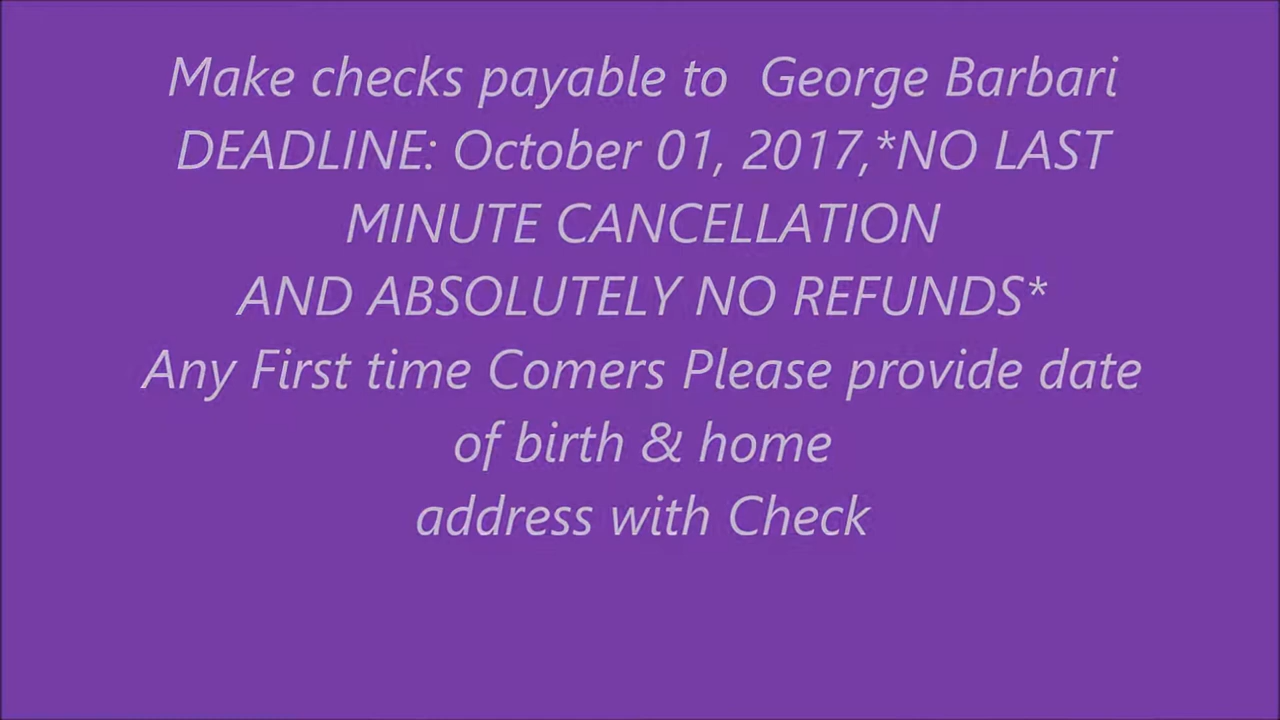 Make checks payable to  George Barbari
DEADLINE: October 01, 2017,*NO LAST
MINUTE CANCELLATION
AND ABSOLUTELY NO REFUNDS*
Any First time Comers Please provide date
of birth & home
address with Check